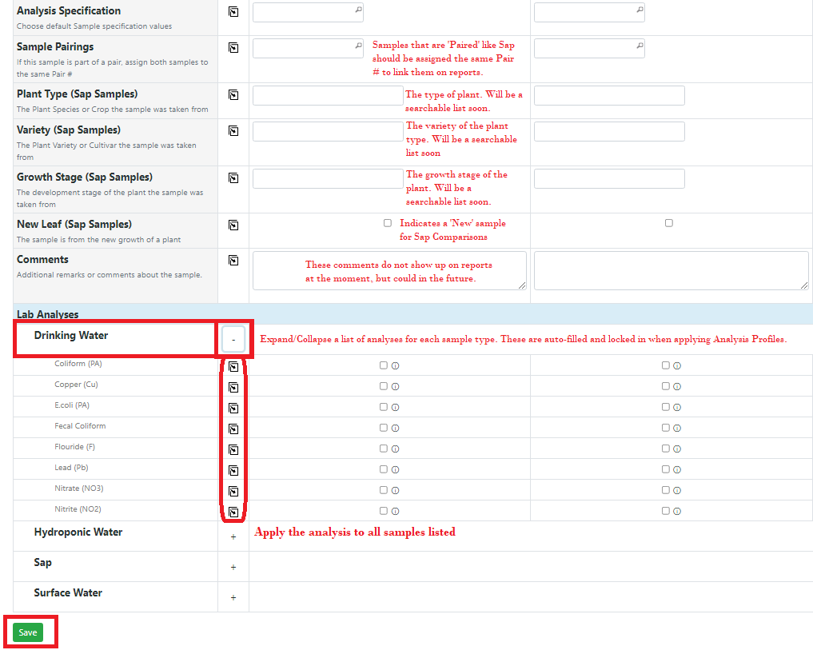 Analysis Specification
Choose default Sample specification values
Sample Pairings
If this sample is part of a pair, assign both samples to
the same Pair #
Samples that are 'Paired' like Sap
should be assigned the same Pair
# to link them on reports.
Plant Type (Sap Samples)
The Plant Species or Crop the sample was taken from
The type of plant. Will be a
searchable list soon.
Variety (Sap Samples)
The Plant Variety or Cultivar the sample was taken
from
The variety of the plant
type. Will be a searchable
list soon
Growth Stage (Sap Samples)
The development stage of the plant the sample was
taken from
The growth stage of the
plant. Will be a
searchable list soon.
New Leaf (Sap Samples)
The sample is from the new growth of a plant
Indicates a 'New' sample
for Sap Comparisons
Comments
Additional remarks or comments about the sample.
These comments do not show up on reports
at the moment, but could in the future.
Lab Analyses
Drinking Water
-
Expand/Collapse a list of analyses for each sample type. These are auto-filled and locked in when applying Analysis Profiles.
Coliform (PA)
Copper (Cu)
E.coli (PA)
Fecal Coliform
Flouride (F)
Lead (Pb)
Nitrate (NO3)
Nitrite (NO2)
Hydroponic Water
+
Apply the analysis to all samples listed
Sap
+
Surface Water
+
Save